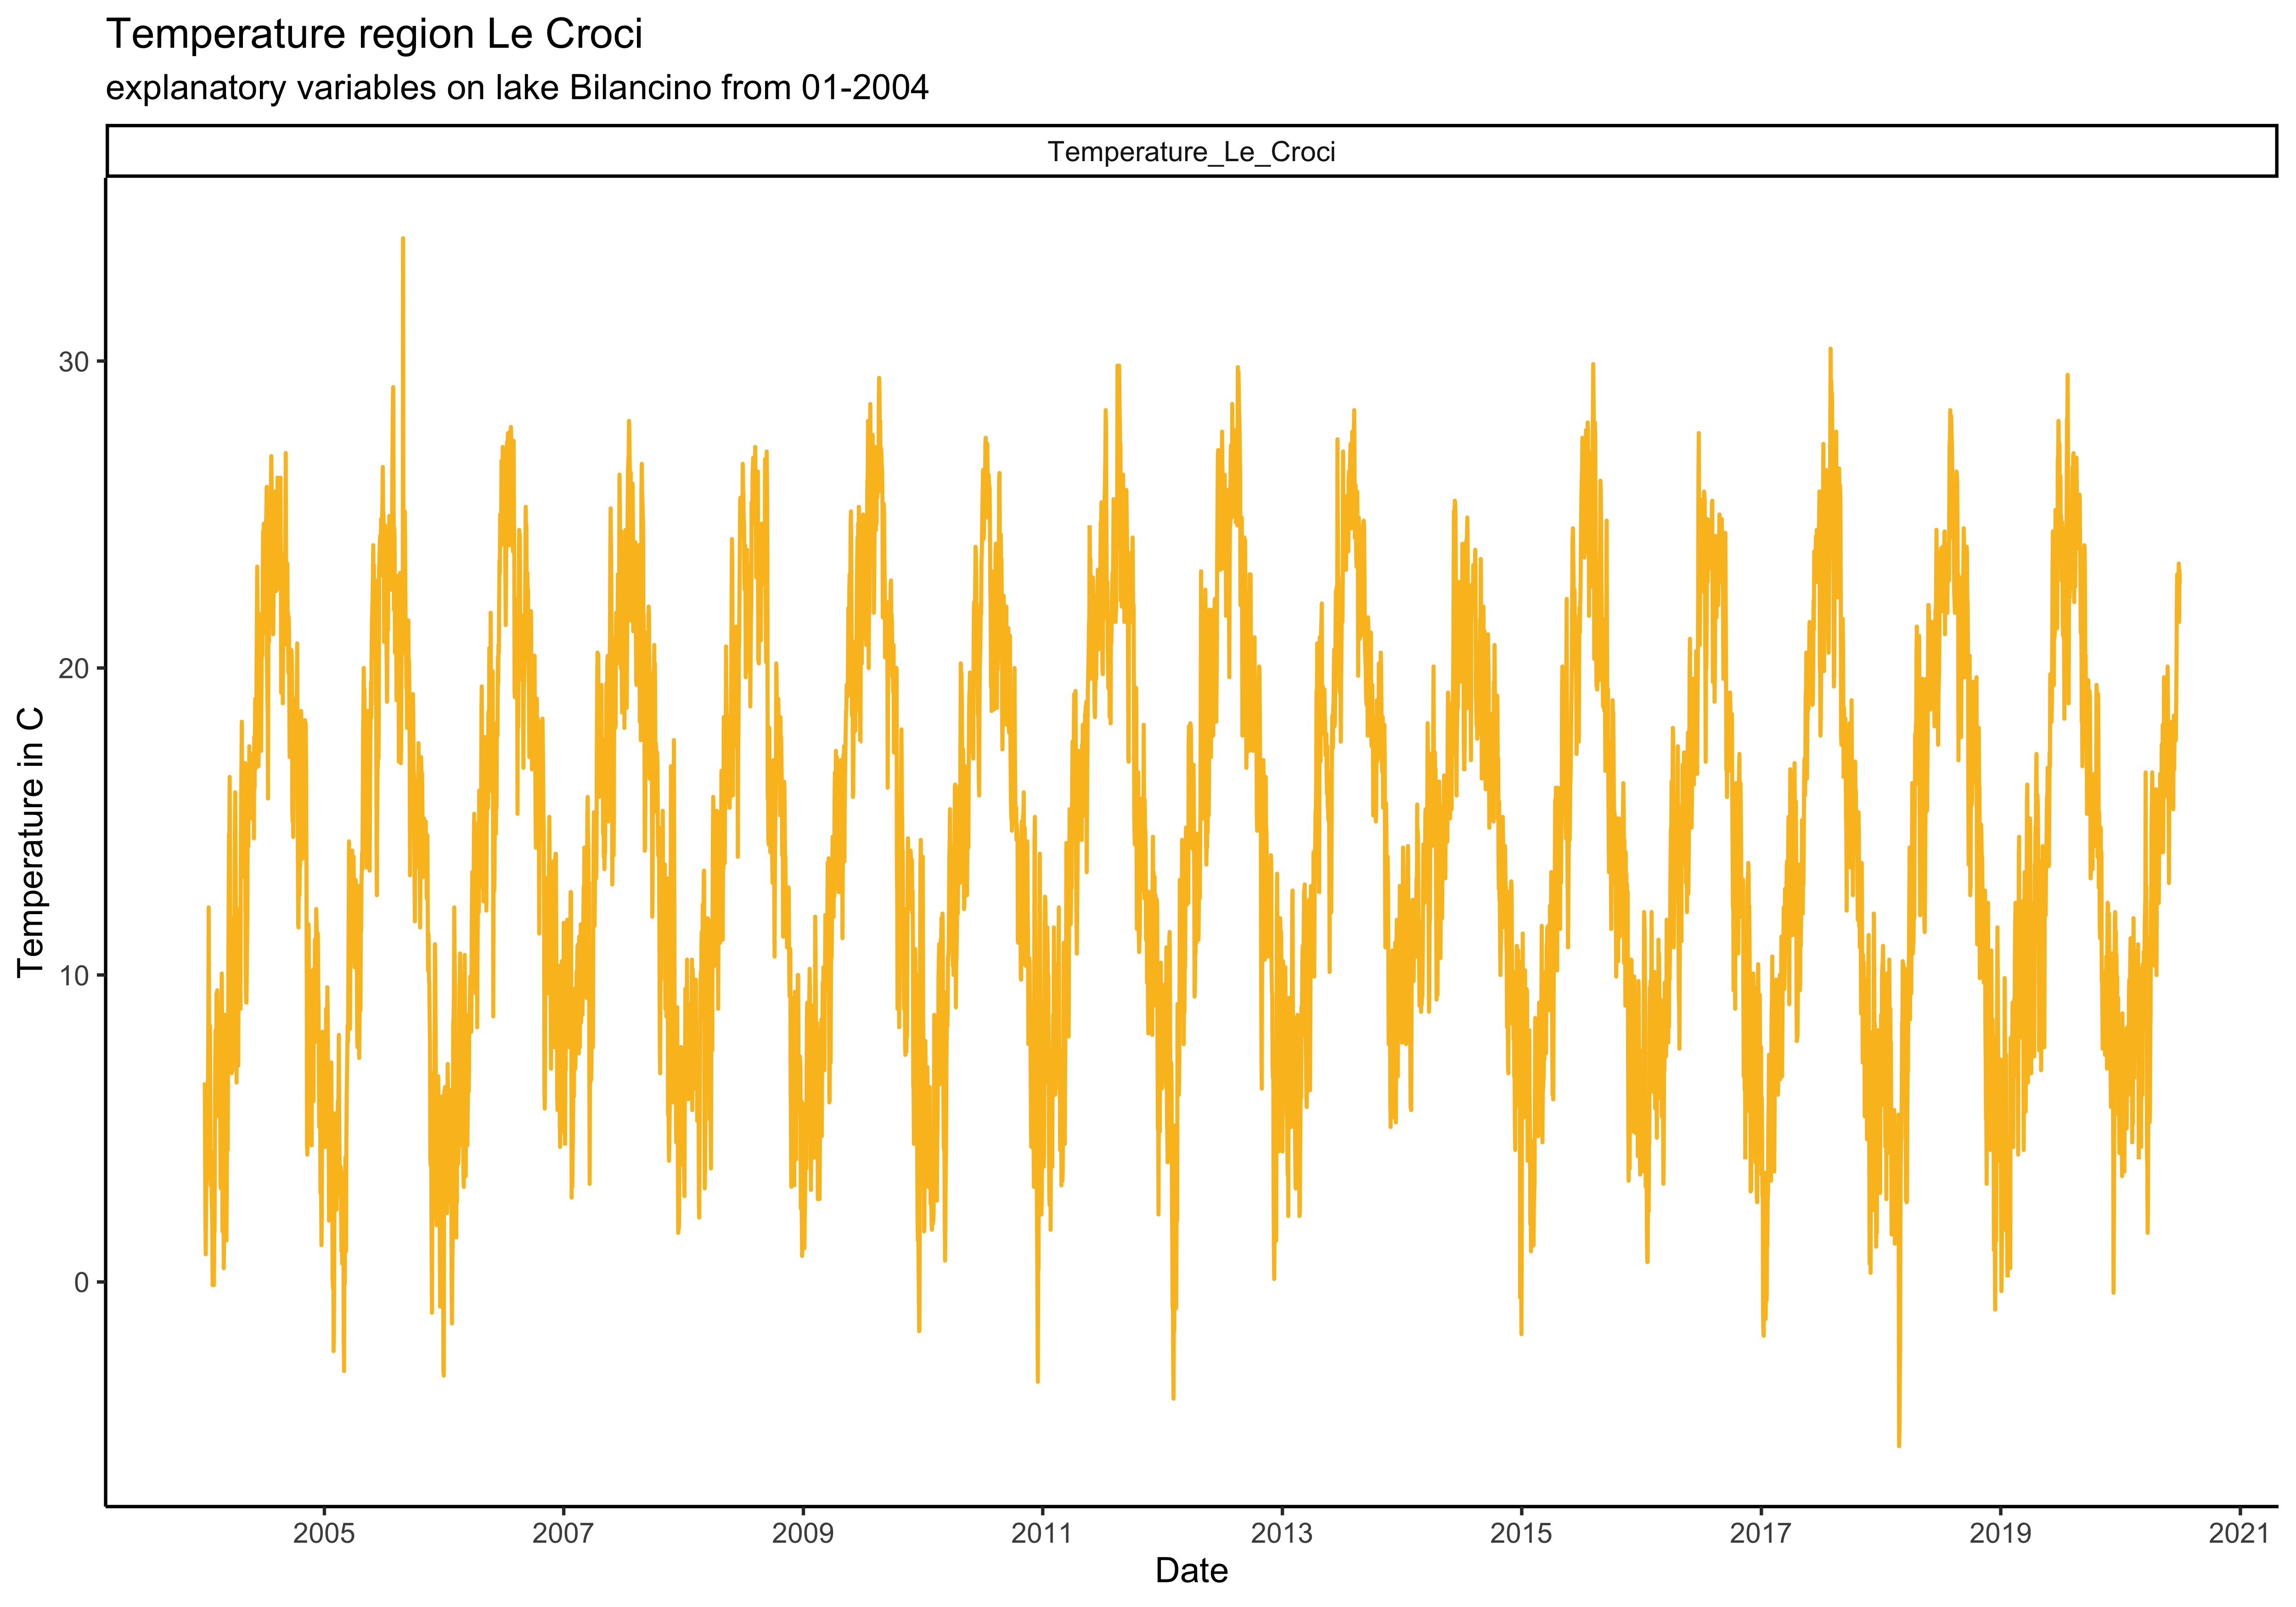 Temperature region Le Croci
explanatory variables on lake Bilancino from 01-2004
Temperature_Le_Croci
Temperature in C
30
20
10
0
2005 2007 2009 2011 2013 2015 2017 2019 2021
Date